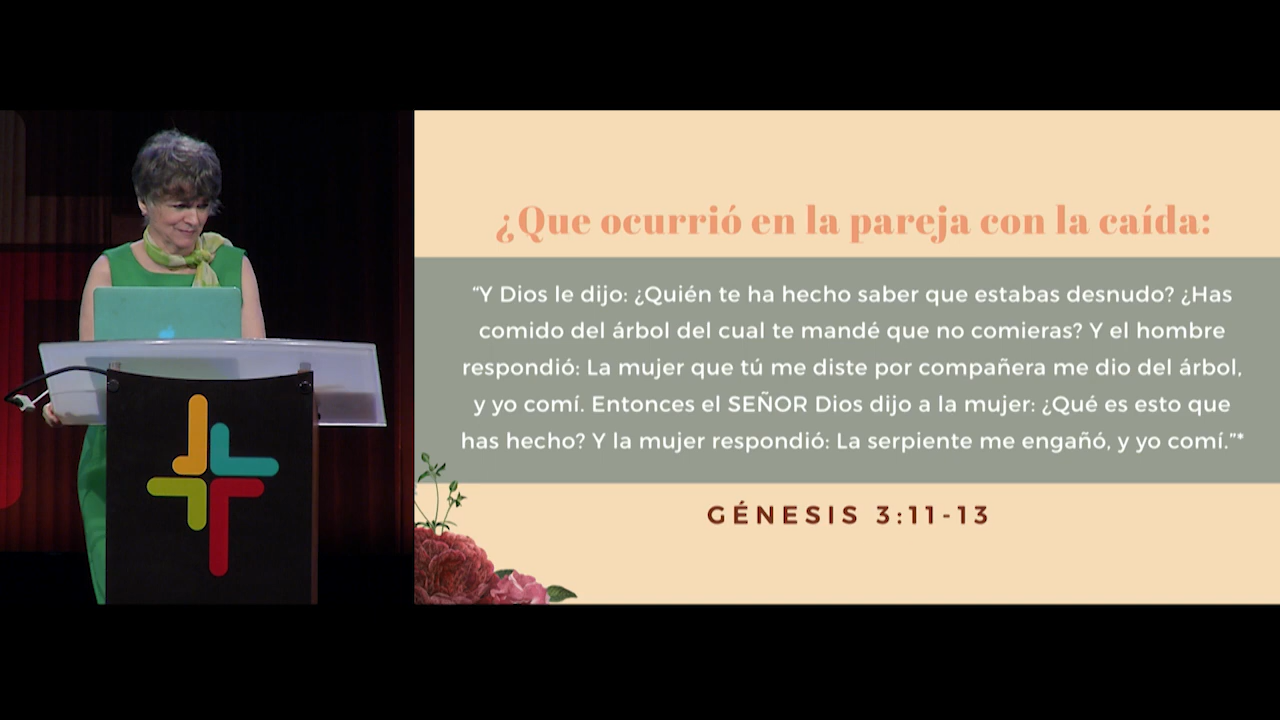 ¿Que ocurrió en la pareja con la caída:
“Y Dios le dijo: ¿Quién te ha hecho saber que estabas desnudo? ¿Has
comido del árbol del cual te mandé que no comieras? Y el hombre
respondió: La mujer que tú me diste por compañera me dio del árbol,
y yo comí. Entonces el SEÑOR Dios dijo a la mujer: ¿Qué es esto que
has hecho? Y la mujer respondió: La serpiente me engañó, y yo comí.”*
GÉNESIS 3:11-13